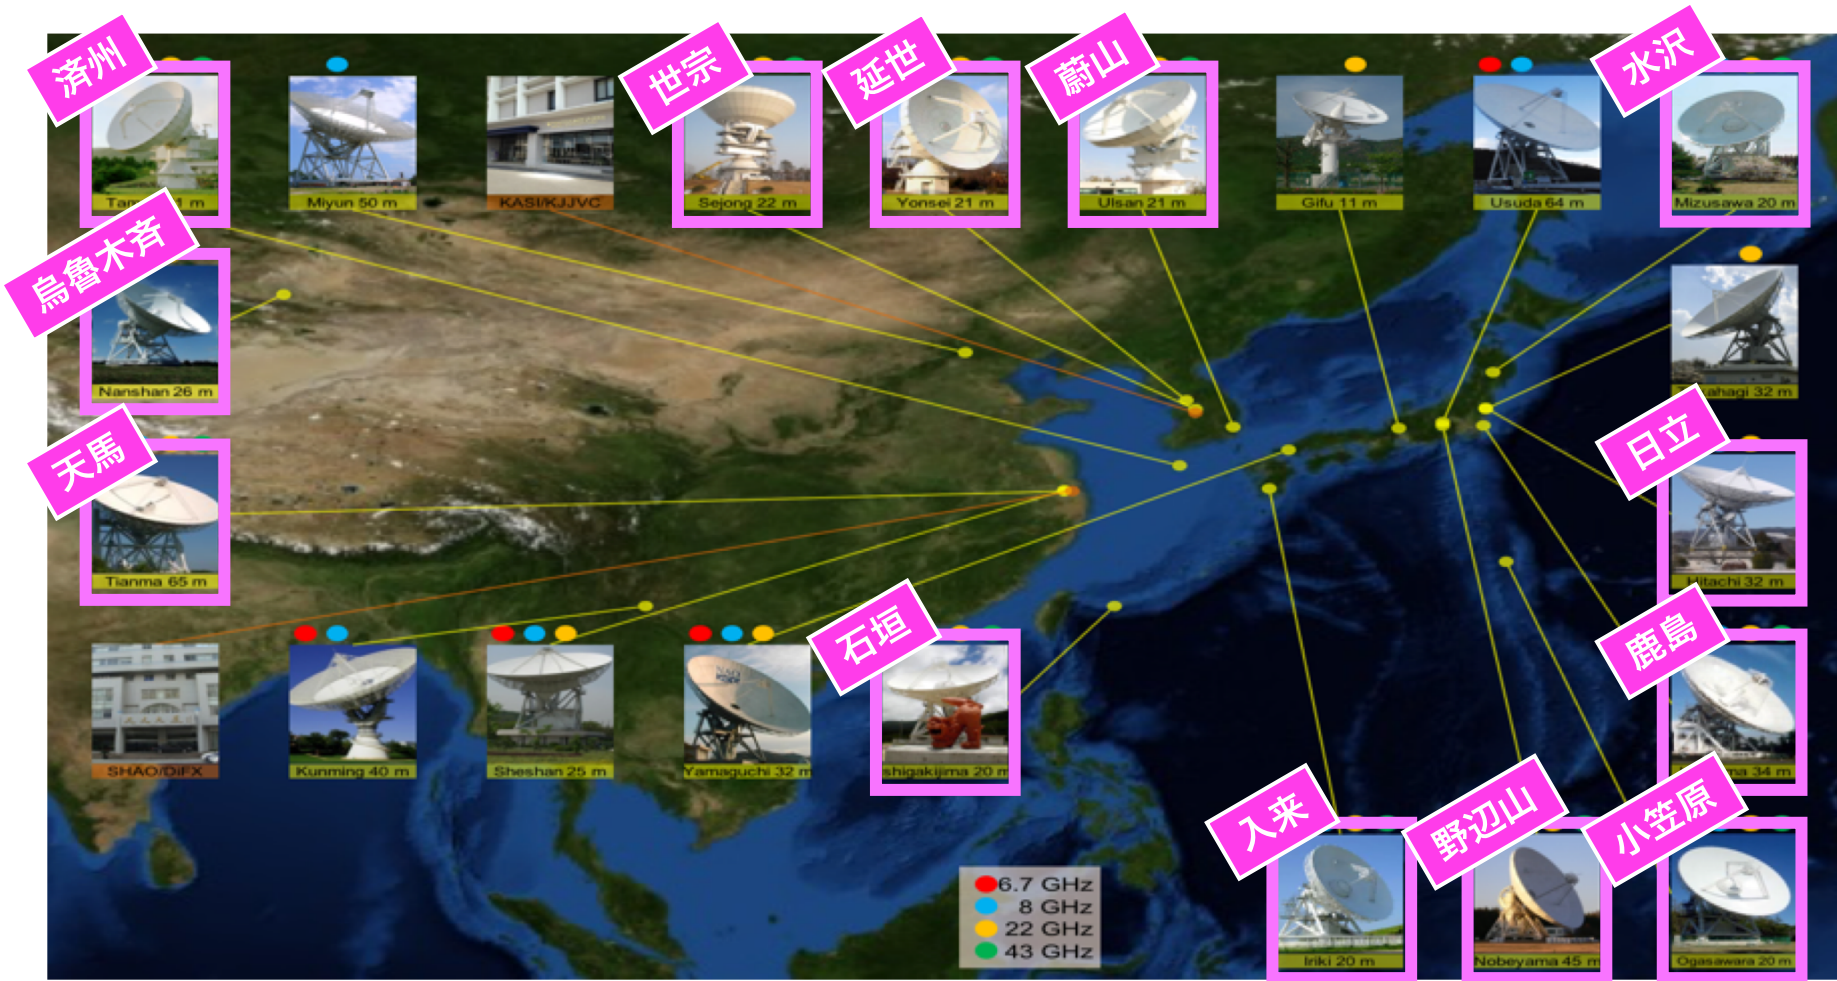 済州
世宗
延世
蔚山
水沢
Miyun 50 m
KASI/KJJVC
Sejong 22 m
Yonsei 21 m
Ulsan 21 m
Gifu 11 m
Usuda 64 m
Mizusawa 20 m
烏魯木斉
Nanshan 26 m
32 m
天馬
日立
Tianma 65 m
Hitachi 32 m
石垣
鹿島
SHAO/DiFX
Kunming 40 m
Sheshan 25 m
Yamaguchi 32 m
shigakijima 20 m
34 m
入来
野辺山
小笠原
6.7 GHz
8 GHz
22 GHz
43 GHz
Iriki 20 m
Nobeyama 45 m
Ogasawara 20 m